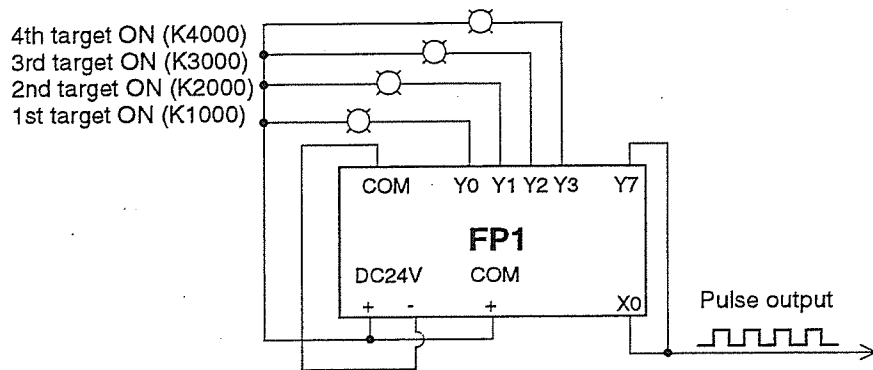 4th target ON (K4000)
3rd target ON (K3000)
2nd target ON (K2000)
1st target ON (K1000)
COM Y0 Y1 Y2 Y3 Y7
FP1
DC24V COM
+ - + X0
Pulse output